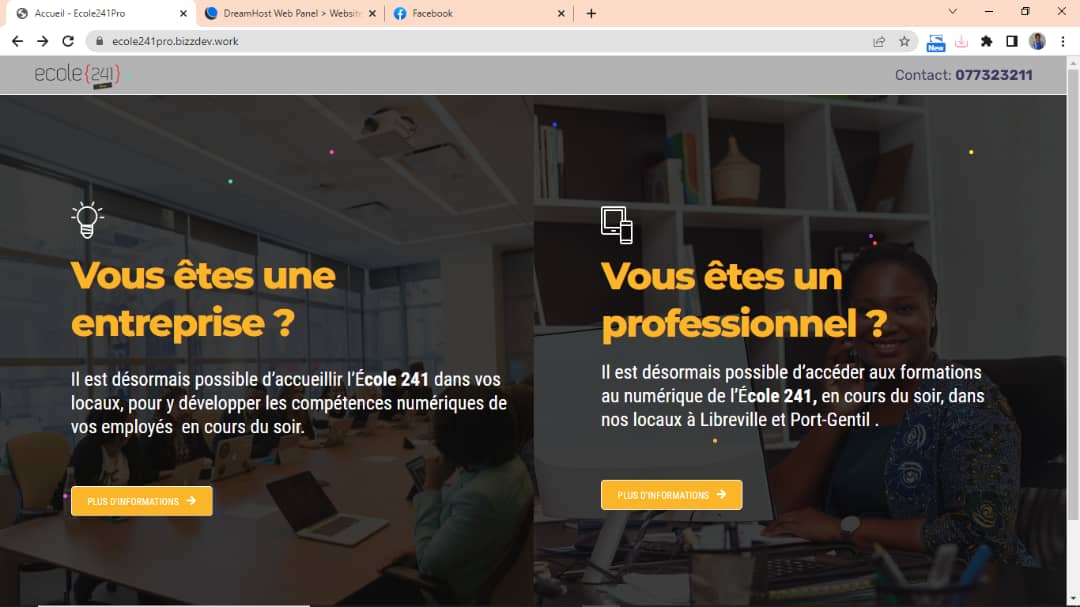 Accueil - Ecole241Pro
DreamHost Web Panel > Website
Facebook
ecole241pro.bizzdev.work
New
ecole{241}
Contact: 077323211
Vous êtes une
entreprise ?
Il est désormais possible d'accueillir l'École 241 dans vos
locaux, pour y développer les compétences numériques de
vos employés en cours du soir.
PLUS D'INFORMATIONS
Vous êtes un
professionnel ?
Il est désormais possible d'accéder aux formations
au numérique de l'École 241, en cours du soir, dans
nos locaux à Libreville et Port-Gentil .
PLUS D'INFORMATIONS